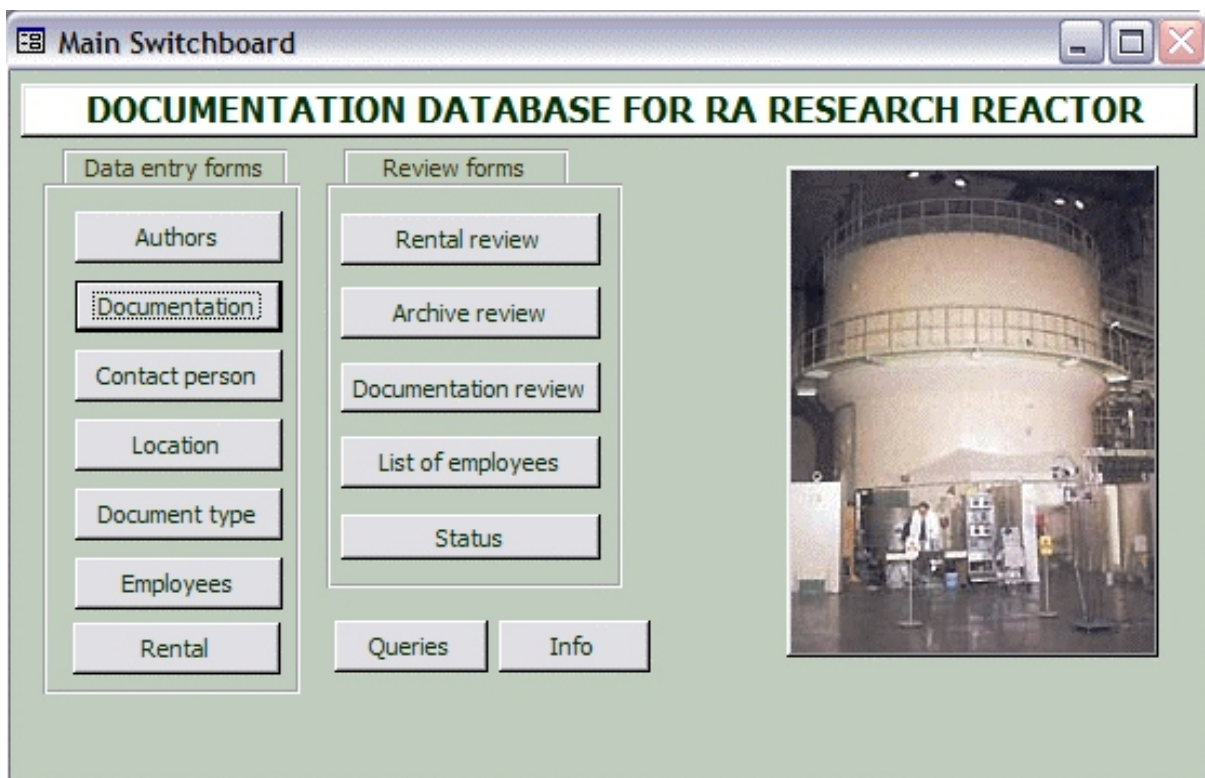 Main Switchboard
DOCUMENTATION DATABASE FOR RA RESEARCH REACTOR
Data entry forms
Authors
Documentation
Contact person
Location
Document type
Employees
Rental
Review forms
Rental review
Archive review
Documentation review
List of employees
Status
Queries
Info